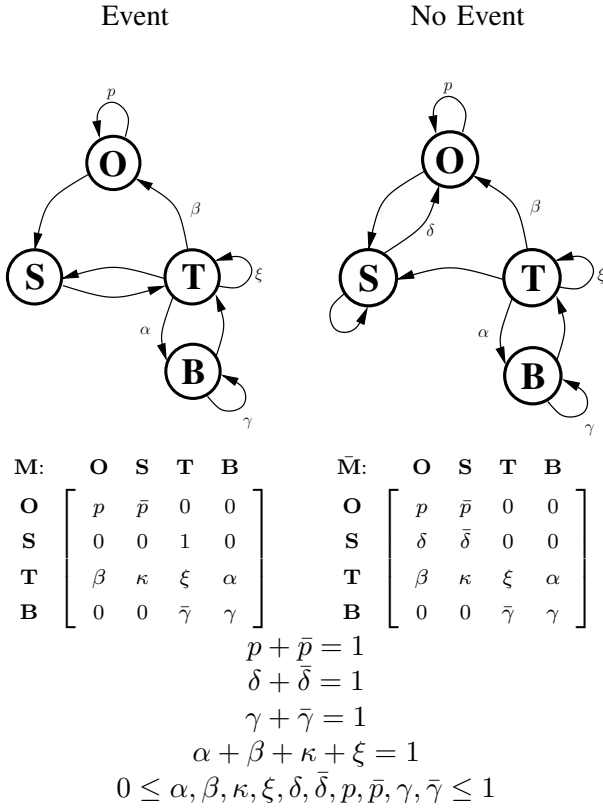 Event No Event
p p
O O
β β
δ
S T ξ S T ξ
α α
B B
γ γ
M: O S T B M̄: O S T B
O p p̄ 0 0 O p p̄ 0 0
S 0 0 1 0 S δ δ̄ 0 0
T β κ ξ α T β κ ξ α
B 0 0 γ̄ γ B 0 0 γ̄ γ
p + p̄ = 1
δ + δ̄ = 1
γ + γ̄ = 1
α + β + κ + ξ = 1
0 ≤ α, β, κ, ξ, δ, δ̄, p, p̄, γ, γ̄ ≤ 1